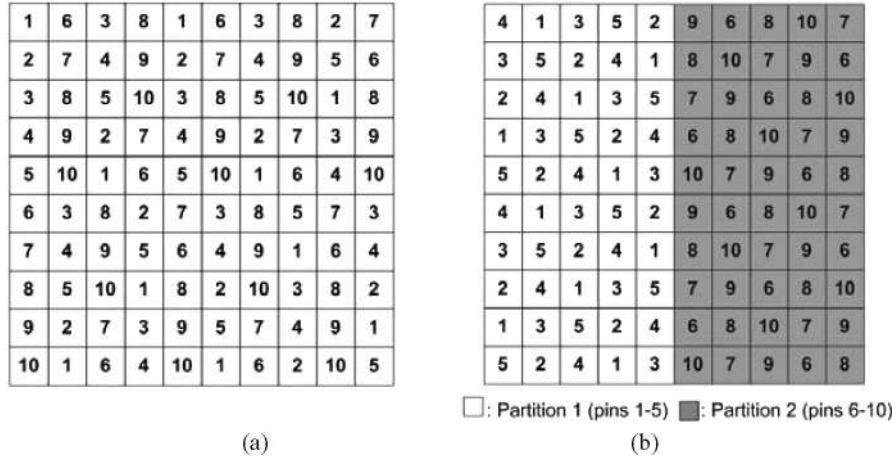 1 6 3 8 1 6 3 8 2 7
2 7 4 9 2 7 4 9 5 6
3 8 5 10 3 8 5 10 1 8
4 9 2 7 4 9 2 7 3 9
5 10 1 6 5 10 1 6 4 10
6 3 8 2 7 3 8 5 7 3
7 4 9 5 6 4 9 1 6 4
8 5 10 1 8 2 10 3 8 2
9 2 7 3 9 5 7 4 9 1
10 1 6 4 10 1 6 2 10 5
(a)
4 1 3 5 2 9 6 8 10 7
3 5 2 4 1 8 10 7 9 6
2 4 1 3 5 7 9 6 8 10
1 3 5 2 4 6 8 10 7 9
5 2 4 1 3 10 7 9 6 8
4 1 3 5 2 9 6 8 10 7
3 5 2 4 1 8 10 7 9 6
2 4 1 3 5 7 9 6 8 10
1 3 5 2 4 6 8 10 7 9
5 2 4 1 3 10 7 9 6 8
: Partition 1 (pins 1-5) : Partition 2 (pins 6-10)
(b)